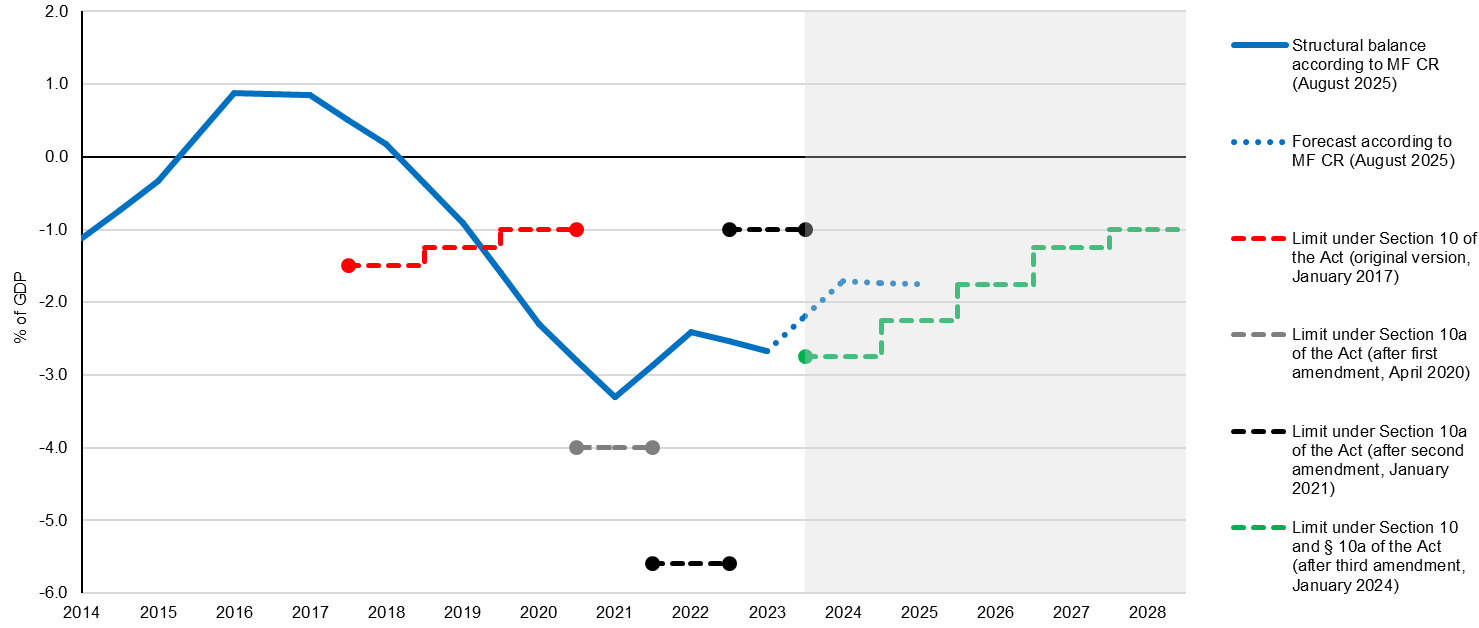 1.0
0.0
-1.0
-2.0
-3.0
-4.0
-5.0
-6.0
% of GDP
2014
2015
2016
2017
2018
2019
2020
2021
2022
2023
2024
2025
2026
2027
2028
Structural balance
according to MF CR
(August 2025)
Forecast according to
MF CR (August 2025)
Limit under Section 10 of
the Act (original version,
January 2017)
Limit under Section 10a
of the Act (after first
amendment, April 2020)
Limit under Section 10a
of the Act (after second
amendment, January
2021)
Limit under Section 10
and § 10a of the Act
(after third amendment,
January 2024)